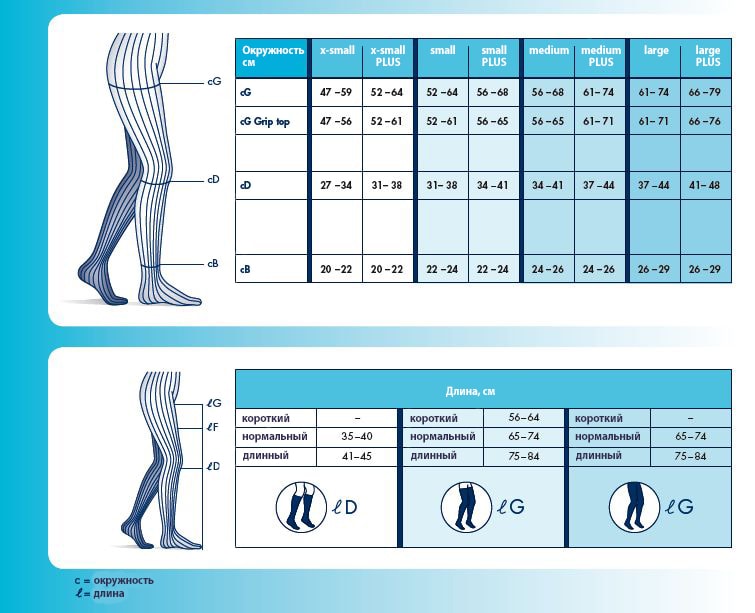 Окружность см x-small x-small PLUS small small PLUS medium medium PLUS large large PLUS
cG 47–59 52–64 52–64 56–68 56–68 61–74 61–74 66–79
cG Grip top 47–56 52–61 52–61 56–65 56–65 61–71 61–71 66–76
cD 27–34 31–38 31–38 34–41 34–41 37–44 37–44 41–48
cB 20–22 20–22 22–24 22–24 24–26 24–26 26–29 26–29
cG
cD
cB
Длина, см
короткий – короткий 56–64 короткий –
нормальный 35–40 нормальный 65–74 нормальный 65–74
длинный 41–45 длинный 75–84 длинный 75–84
ℓD ℓG ℓG
ℓG
ℓF
ℓD
c = окружность
ℓ = длина